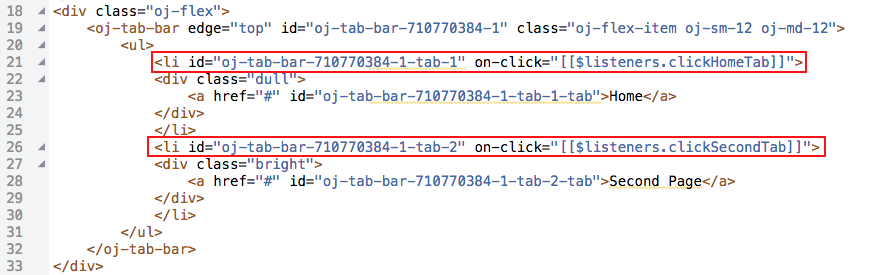 18 <div class="oj-flex">
19 <oj-tab-bar edge="top" id="oj-tab-bar-710770384-1" class="oj-flex-item oj-sm-12 oj-md-12">
20 <ul>
21 <li id="oj-tab-bar-710770384-1-tab-1" on-click="[[$listeners.clickHomeTab]]">
22 <div class="dull">
23 <a href="#" id="oj-tab-bar-710770384-1-tab-1-tab">Home</a>
24 </div>
25 </li>
26 <li id="oj-tab-bar-710770384-1-tab-2" on-click="[[$listeners.clickSecondTab]]">
27 <div class="bright">
28 <a href="#" id="oj-tab-bar-710770384-1-tab-2-tab">Second Page</a>
29 </div>
30 </li>
31 </ul>
32 </oj-tab-bar>
33 </div>